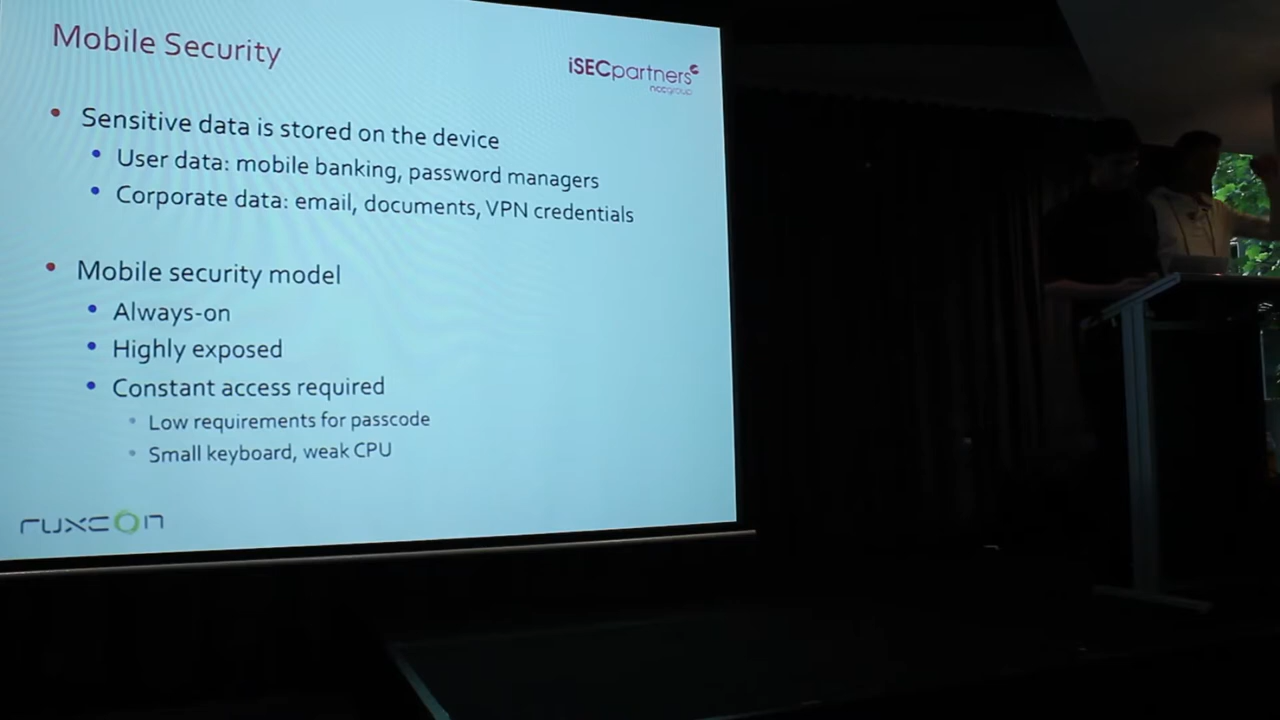 Mobile Security
iSECpartners
nccgroup
• Sensitive data is stored on the device
• User data: mobile banking, password managers
• Corporate data: email, documents, VPN credentials
• Mobile security model
• Always-on
• Highly exposed
• Constant access required
• Low requirements for passcode
• Small keyboard, weak CPU
ruxcon